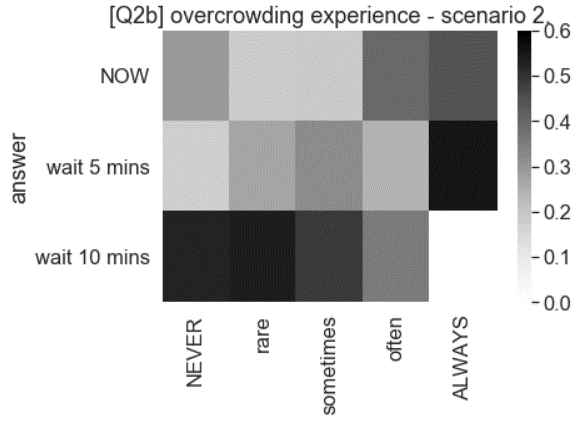 [Q2b] overcrowding experience - scenario 2.
answer
NOW
wait 5 mins
wait 10 mins
NEVER
rare
sometimes
often
ALWAYS
0.6
0.5
0.4
0.3
0.2
0.1
0.0